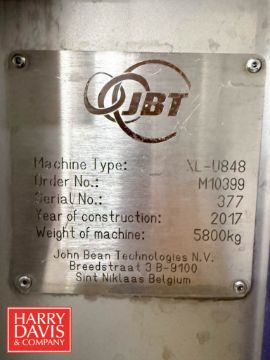 JBT
Machine Type: XL-U848
Order No.: M10399
Serial No.: 377
Year of construction: 2017
Weight of machine: 5800kg
John Bean Technologies N.V.
Breedstraat 3 B-9100
Sint Niklaas Belgium
HARRY
DAVIS
& COMPANY